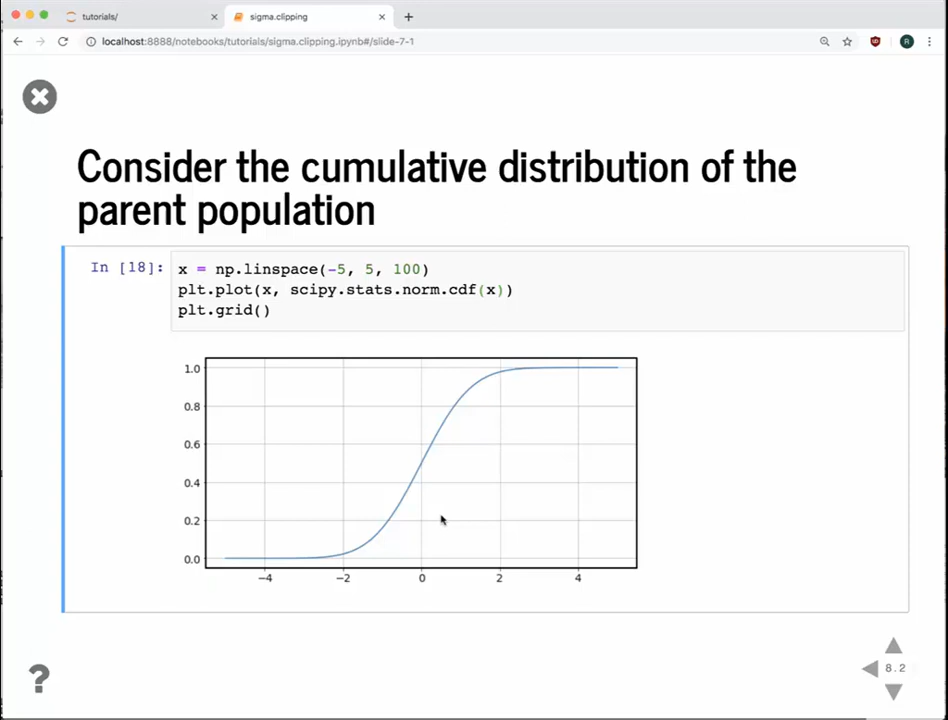 tutorials/
sigma.clipping
localhost:8888/notebooks/tutorials/sigma.clipping.ipynb#/slide-7-1
R
Consider the cumulative distribution of the
parent population
In [18]:
x = np.linspace(-5, 5, 100)
plt.plot(x, scipy.stats.norm.cdf(x))
plt.grid()
1.0
0.8
0.6
0.4
0.2
0.0
−4 −2 0 2 4
?
8.2